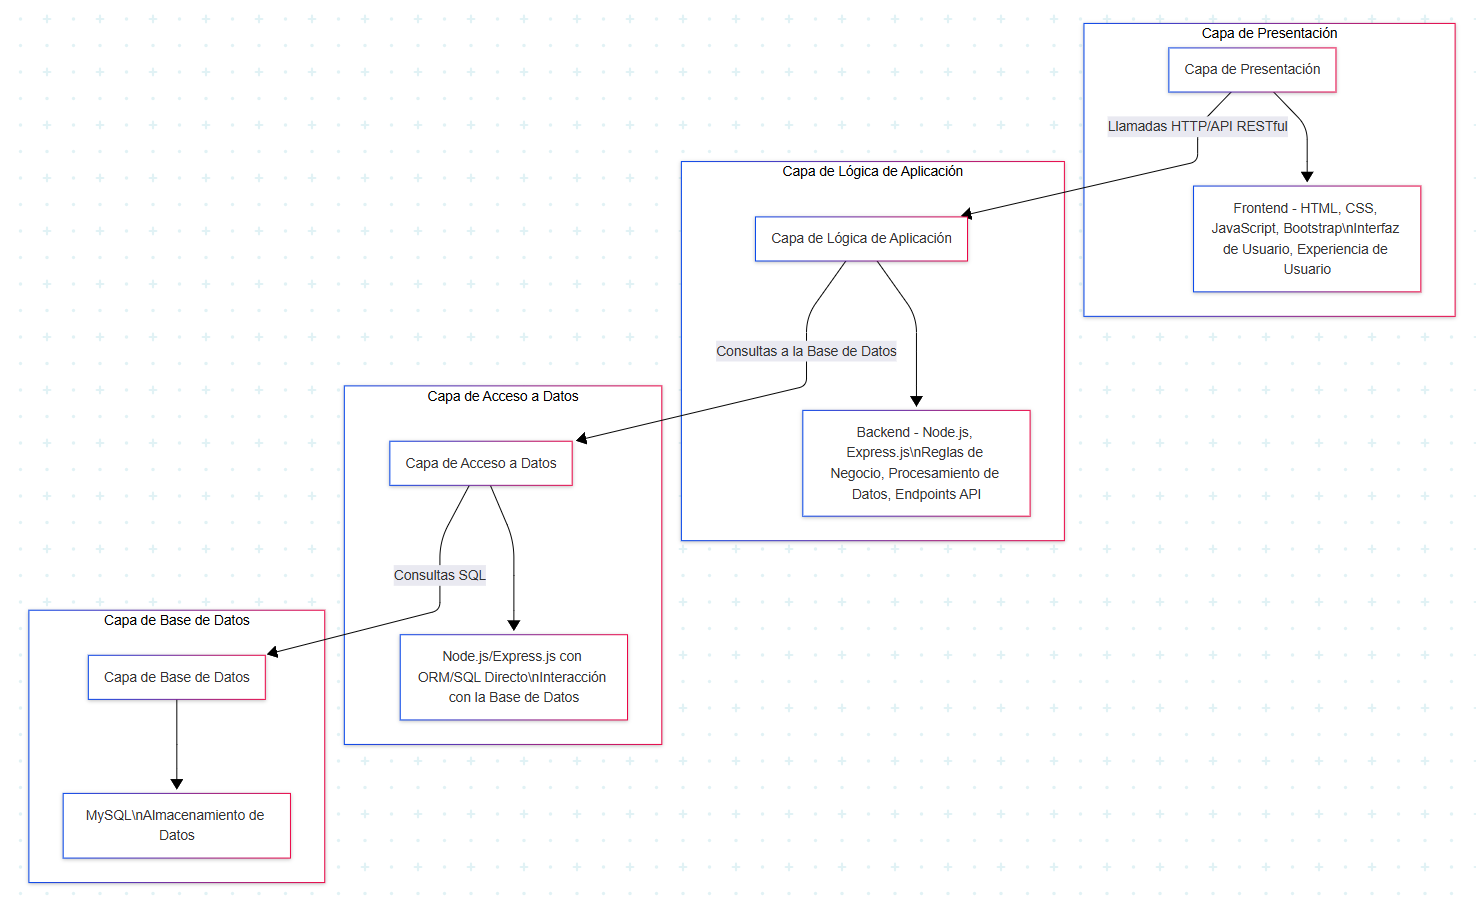 Capa de Presentación
Capa de Presentación
Llamadas HTTP/API RESTful
Frontend - HTML, CSS,
JavaScript, Bootstrap\nInterfaz
de Usuario, Experiencia de
Usuario
Capa de Lógica de Aplicación
Capa de Lógica de Aplicación
Consultas a la Base de Datos
Backend - Node.js,
Express.js\nReglas de
Negocio, Procesamiento de
Datos, Endpoints API
Capa de Acceso a Datos
Capa de Acceso a Datos
Consultas SQL
Node.js/Express.js con
ORM/SQL Directo\nInteracción
con la Base de Datos
Capa de Base de Datos
Capa de Base de Datos
MySQL\nAlmacenamiento de
Datos